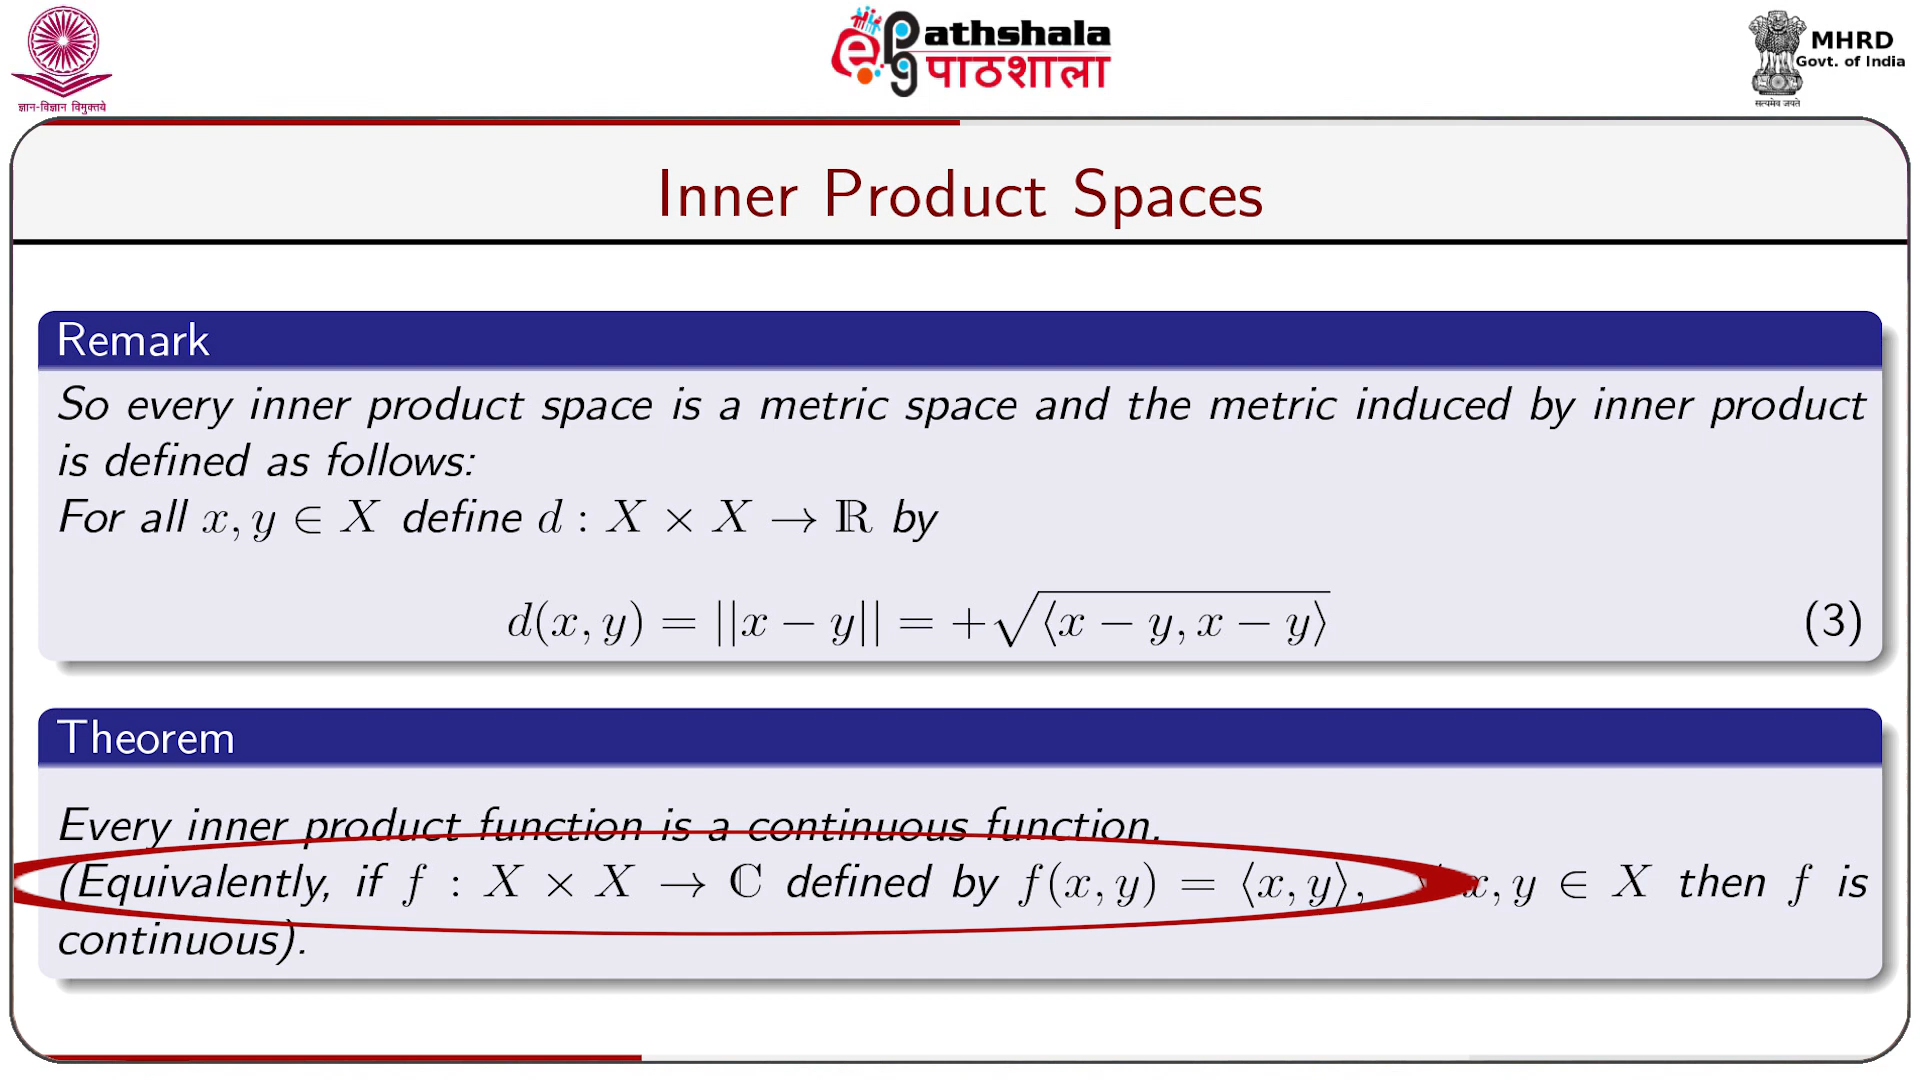 ज्ञान-विज्ञान विमुक्तये
ePathshala
पाठशाला
MHRD
Govt. of India
सत्यमेव जयते
Inner Product Spaces
Remark
So every inner product space is a metric space and the metric induced by inner product
is defined as follows:
For all x, y ∈ X define d : X × X → ℝ by
d(x, y) = ||x − y|| = +√⟨x − y, x − y⟩ (3)
Theorem
Every inner product function is a continuous function.
(Equivalently, if f : X × X → ℂ defined by f(x, y) = ⟨x, y⟩, x, y ∈ X then f is
continuous).